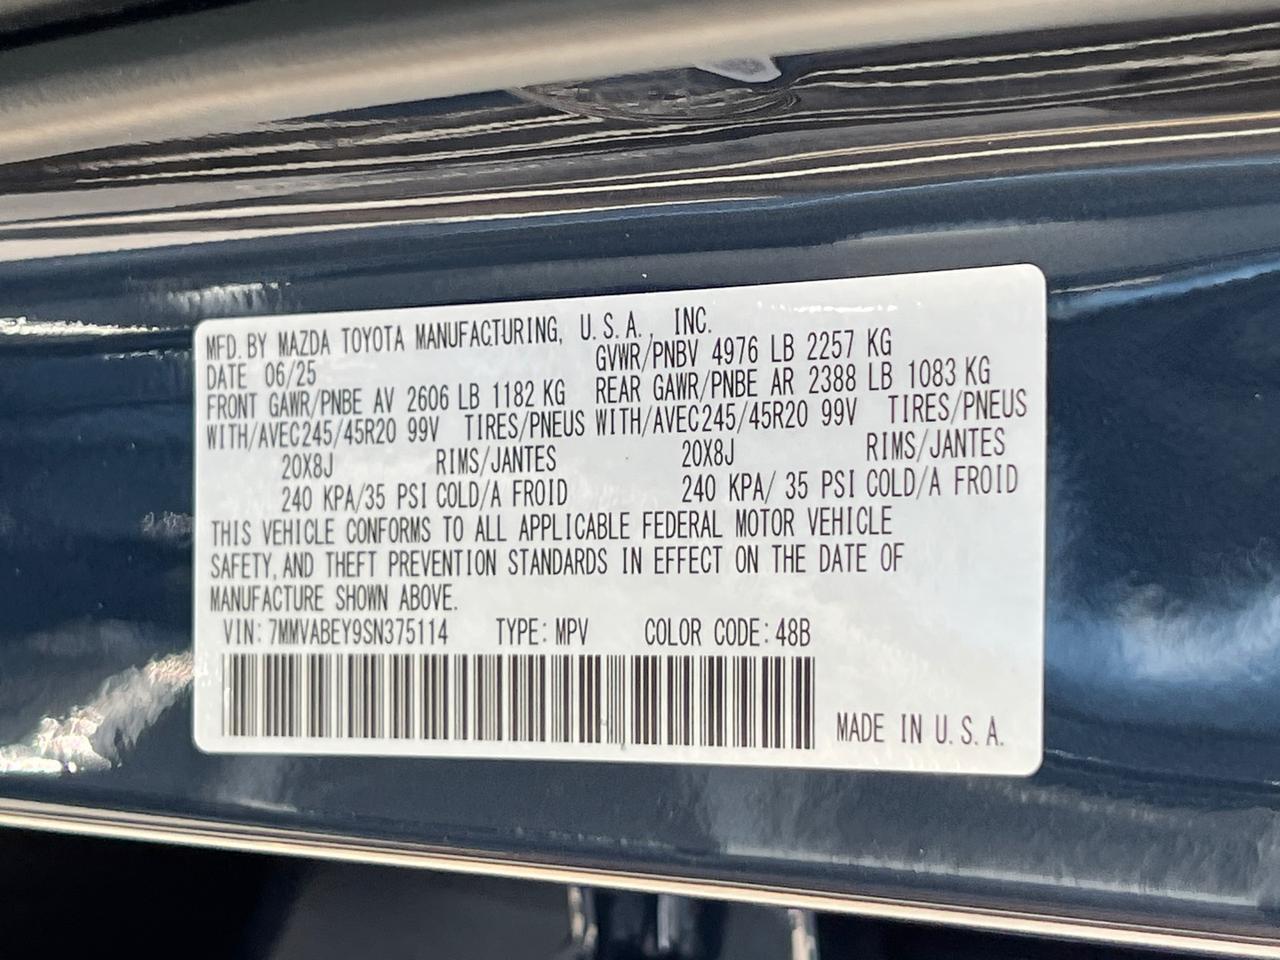 MFD. BY MAZDA TOYOTA MANUFACTURING, U.S.A., INC.
DATE 06/25 GVWR/PNBV 4976 LB 2257 KG
FRONT GAWR/PNBE AV 2606 LB 1182 KG REAR GAWR/PNBE AR 2388 LB 1083 KG
WITH/AVEC245/45R20 99V TIRES/PNEUS WITH/AVEC245/45R20 99V TIRES/PNEUS
20X8J RIMS/JANTES 20X8J RIMS/JANTES
240 KPA/35 PSI COLD/A FROID 240 KPA/ 35 PSI COLD/A FROID
THIS VEHICLE CONFORMS TO ALL APPLICABLE FEDERAL MOTOR VEHICLE
SAFETY, AND THEFT PREVENTION STANDARDS IN EFFECT ON THE DATE OF
MANUFACTURE SHOWN ABOVE.
VIN: 7MMVABEY9SN375114 TYPE: MPV COLOR CODE: 48B
MADE IN U.S.A.